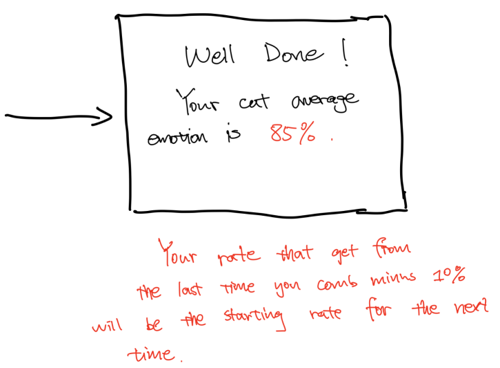 Well Done !
Your cat average
emotion is 85% .
Your rate that get from
the last time you comb minus 10%
will be the starting rate for the next
time.